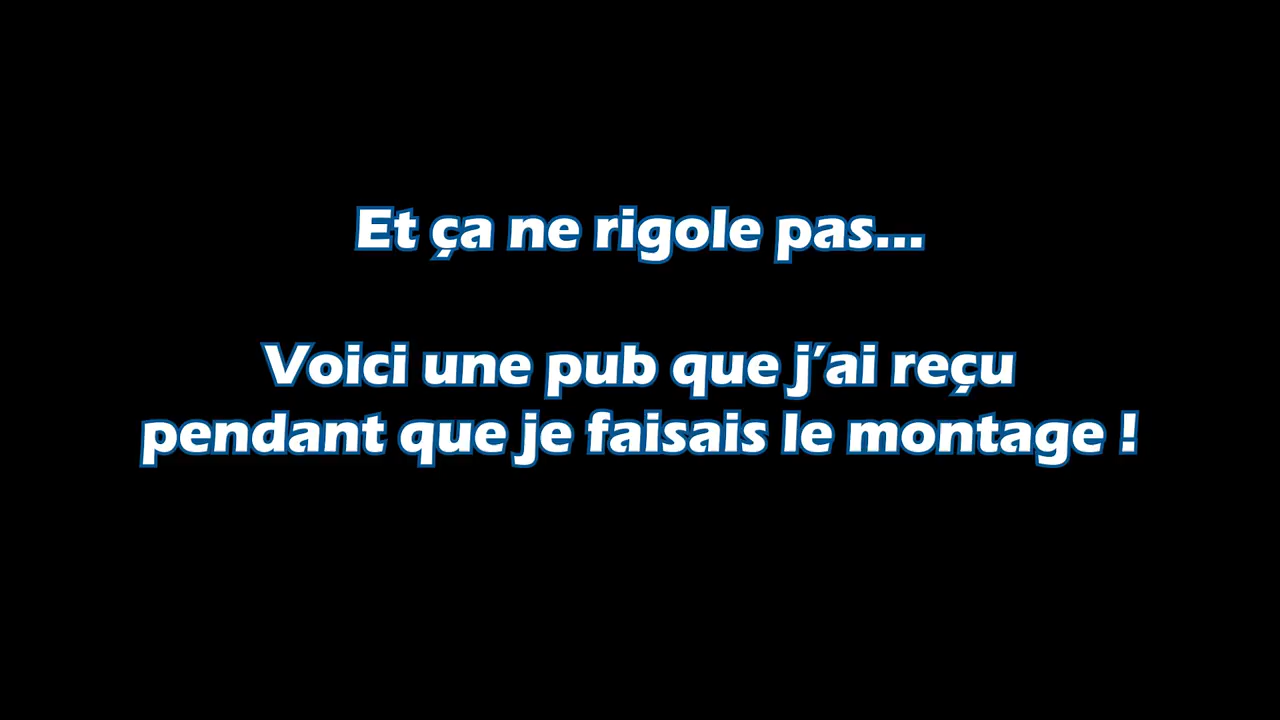 Et ça ne rigole pas...
Voici une pub que j'ai reçu
pendant que je faisais le montage !